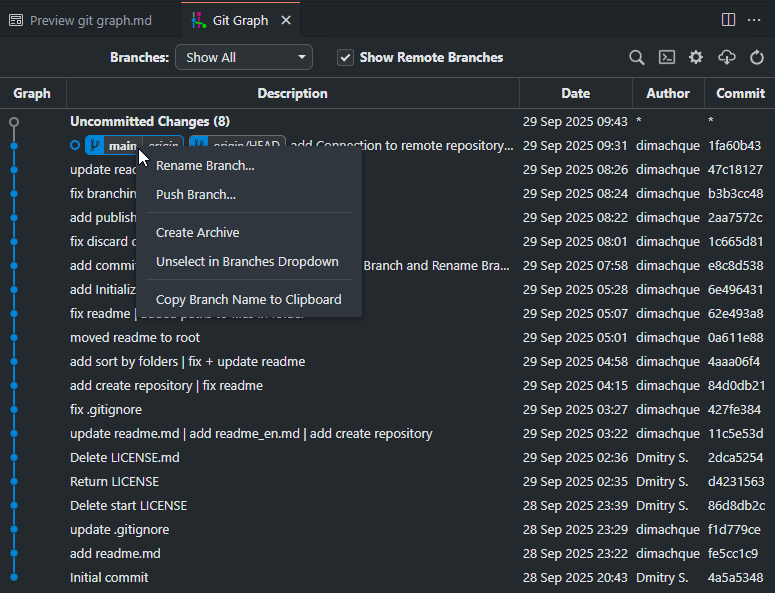 Preview git graph.md Git Graph
Branches: Show All Show Remote Branches
Graph Description Date Author Commit
Uncommitted Changes (8) 29 Sep 2025 09:43 * *
main origin origin/HEAD add Connection to remote repository... 29 Sep 2025 09:31 dimachque 1fa60b43
update 29 Sep 2025 08:26 dimachque 47c18127
Rename Branch...
fix 29 Sep 2025 08:24 dimachque b3b3cc48
Push Branch...
add 29 Sep 2025 08:22 dimachque 2aa7572c
Create Archive
fix discard 29 Sep 2025 08:01 dimachque 1c665d81
Unselect in Branches Dropdown
add Branch and Rename Bra... 29 Sep 2025 07:58 dimachque e8c8d538
add 29 Sep 2025 05:28 dimachque 6e496431
Copy Branch Name to Clipboard
fix readme | added paths to files in folder 29 Sep 2025 05:07 dimachque 62e493a8
moved readme to root 29 Sep 2025 05:01 dimachque 0a611e88
add sort by folders | fix + update readme 29 Sep 2025 04:58 dimachque 4aaa06f4
add create repository | fix readme 29 Sep 2025 04:15 dimachque 84d0db21
fix .gitignore 29 Sep 2025 03:27 dimachque 427fe384
update readme.md | add readme_en.md | add create repository 29 Sep 2025 03:22 dimachque 11c5e53d
Delete LICENSE.md 29 Sep 2025 02:36 Dmitry S. 2dca5254
Return LICENSE 29 Sep 2025 02:35 Dmitry S. d4231563
Delete start LICENSE 28 Sep 2025 23:39 Dmitry S. 86d8db2c
update .gitignore 28 Sep 2025 23:29 dimachque f1d779ce
add readme.md 28 Sep 2025 23:22 dimachque fe5cc1c9
Initial commit 28 Sep 2025 20:43 Dmitry S. 4a5a5348